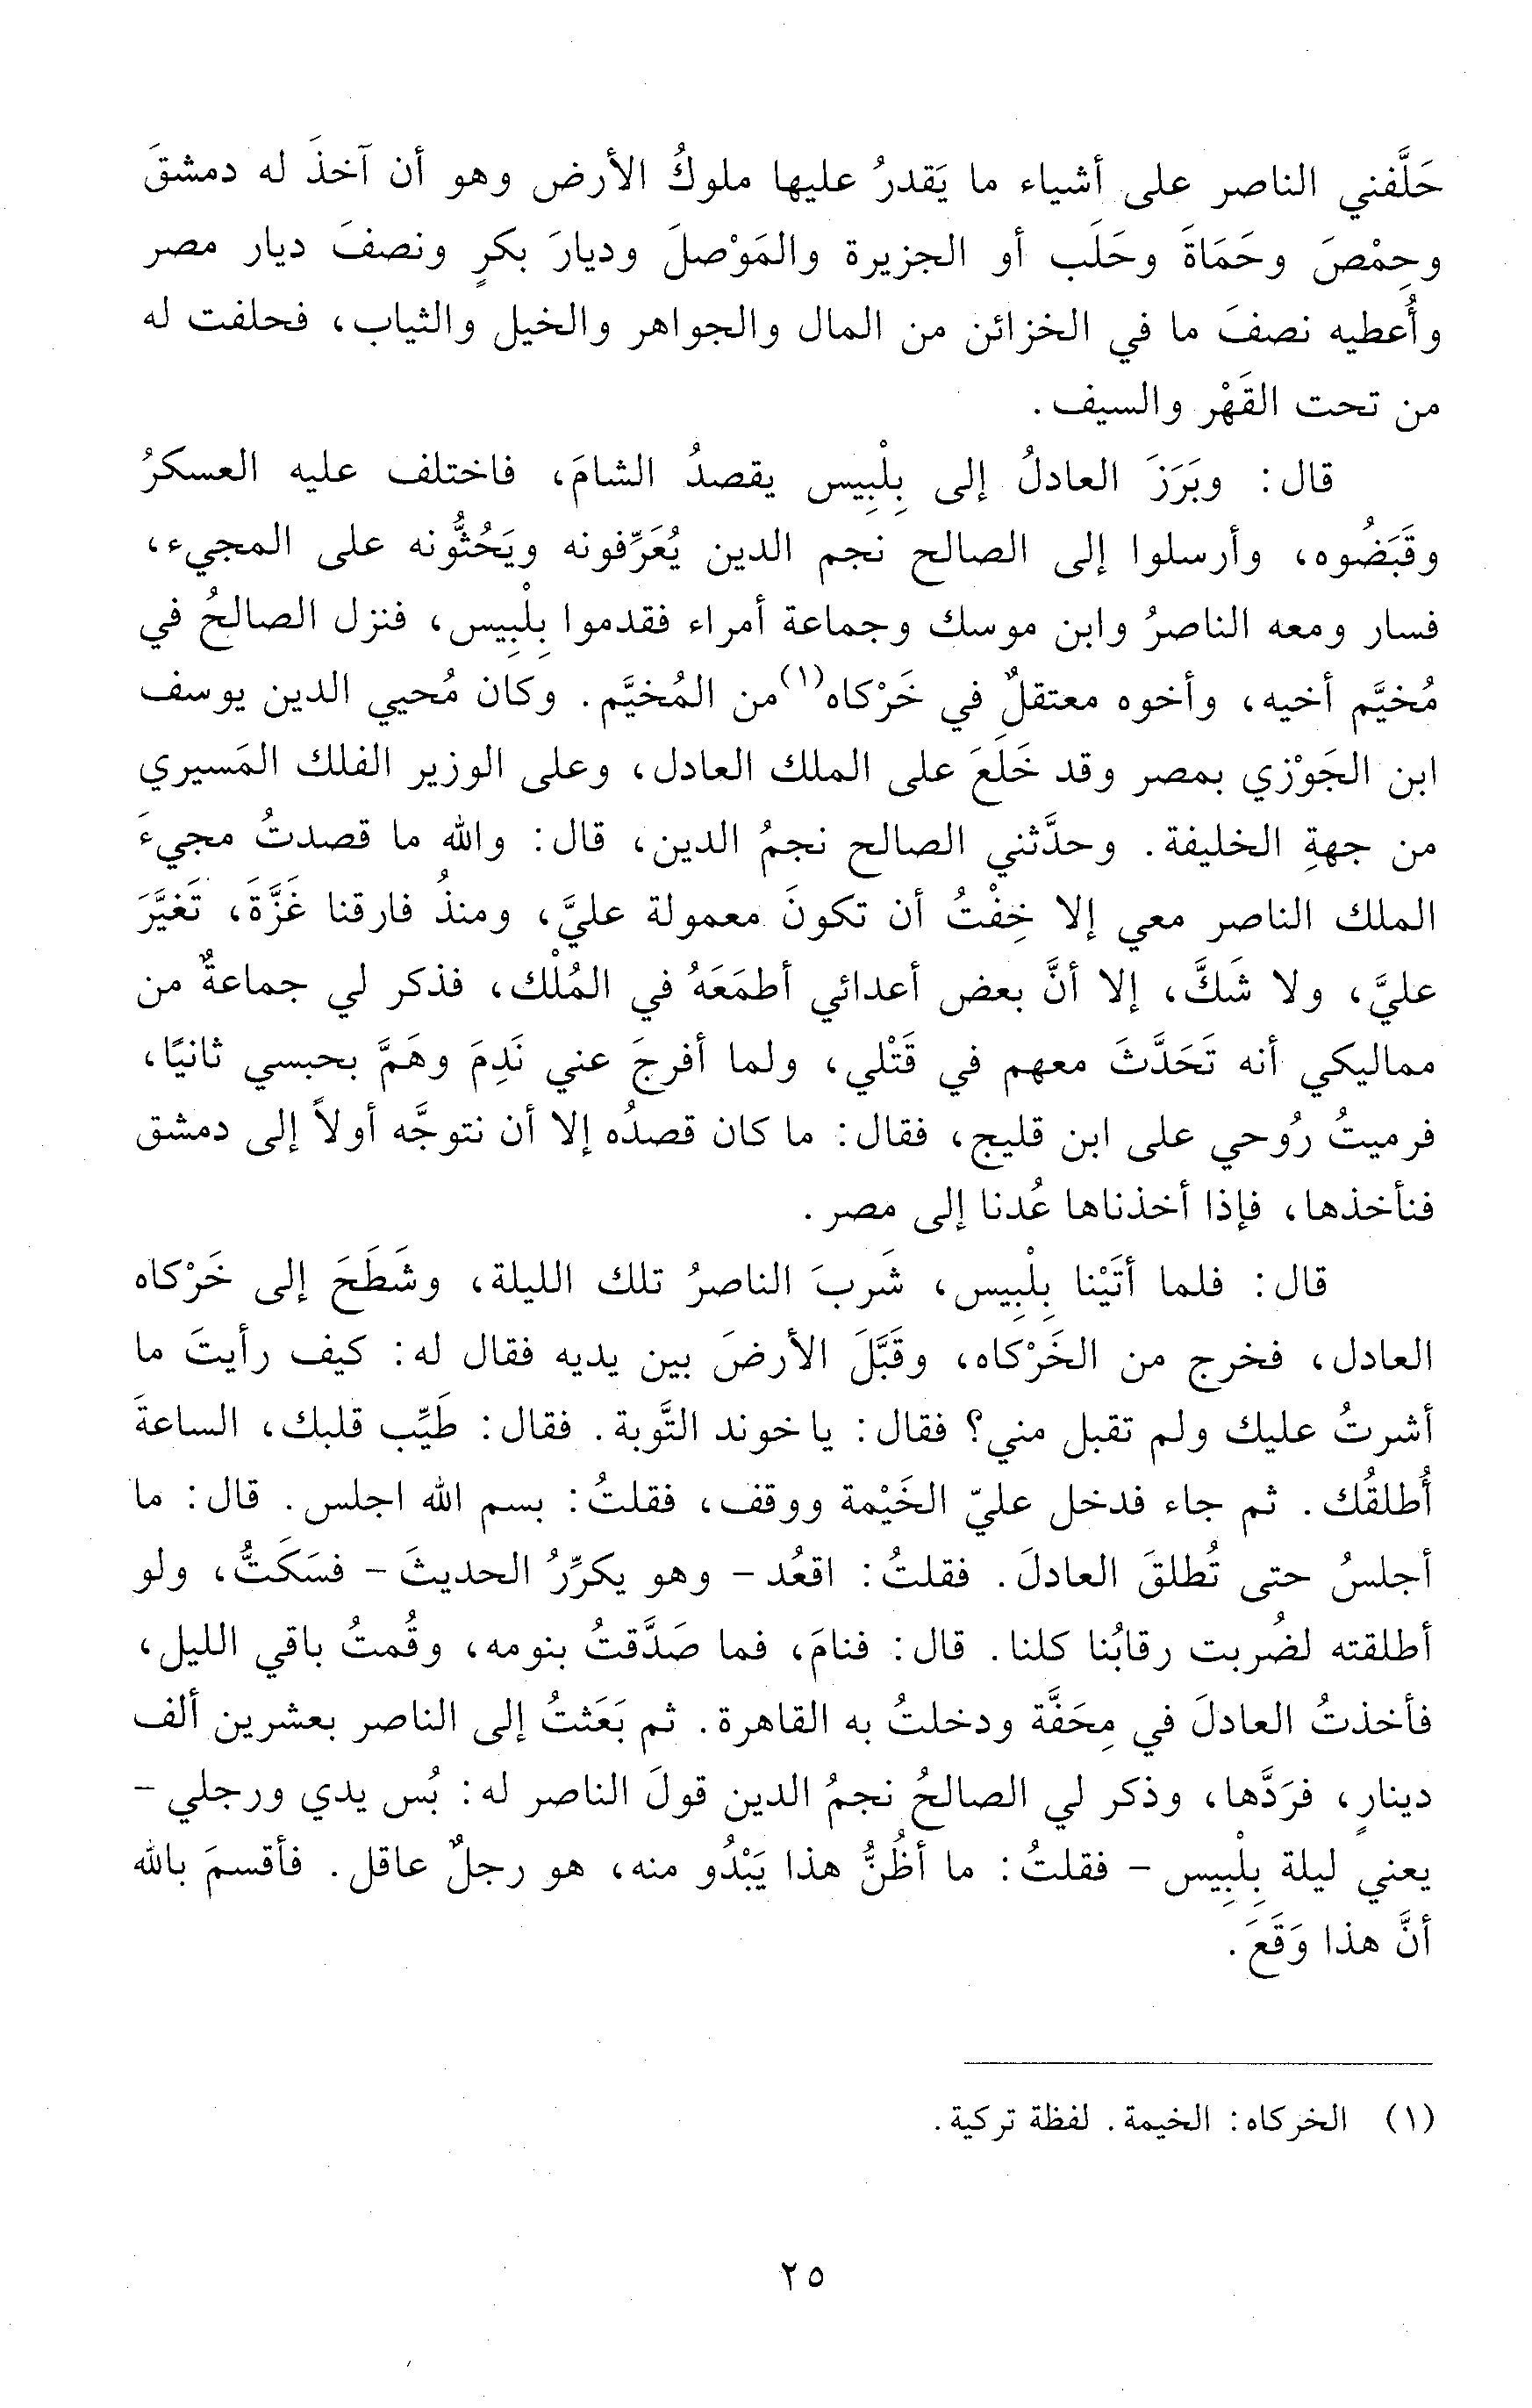 حَلَّفني الناصر على أشياء ما يَقدرُ عليها ملوكُ الأرض وهو أن آخذَ له دمشقَ
وحِمْصَ وحَمَاةَ وحَلَب أو الجزيرة والمَوْصلَ وديارَ بكرٍ ونصفَ ديار مصر
وأُعطيه نصفَ ما في الخزائن من المال والجواهر والخيل والثياب، فحلفت له
من تحت القَهْر والسيف.
قال: وبَرَزَ العادلُ إلى بِلْبِيس يقصدُ الشامَ، فاختلف عليه العسكرُ
وقَبَضُوه، وأرسلوا إلى الصالح نجم الدين يُعَرِّفونه ويَحُثُّونه على المجيء،
فسار ومعه الناصرُ وابن موسك وجماعة أمراء فقدموا بِلْبِيس، فنزل الصالحُ في
مُخيَّم أخيه، وأخوه معتقلٌ في خَرْكاه(١) من المُخيَّم. وكان مُحيي الدين يوسف
ابن الجَوْزي بمصر وقد خَلَعَ على الملك العادل، وعلى الوزير الفلك المَسيري
من جهةِ الخليفة. وحدَّثني الصالح نجمُ الدين، قال: والله ما قصدتُ مجيءَ
الملك الناصر معي إلا خِفْتُ أن تكونَ معمولة عليَّ، ومنذُ فارقنا غَزَّةَ، تَغيَّرَ
عليَّ، ولا شَكَّ، إلا أنَّ بعض أعدائي أطمَعَهُ في المُلْك، فذكر لي جماعةٌ من
مماليكي أنه تَحَدَّثَ معهم في قَتْلي، ولما أفرجَ عني نَدِمَ وهَمَّ بحبسي ثانيًا،
فرميتُ رُوحي على ابن قليج، فقال: ما كان قصدُه إلا أن نتوجَّه أولاً إلى دمشق
فنأخذها، فإذا أخذناها عُدنا إلى مصر.
قال: فلما أتَيْنا بِلْبِيس، شَربَ الناصرُ تلك الليلة، وشَطَحَ إلى خَرْكاه
العادل، فخرج من الخَرْكاه، وقَبَّلَ الأرضَ بين يديه فقال له: كيف رأيتَ ما
أشرتُ عليك ولم تقبل مني؟ فقال: يا خوند التَّوبة. فقال: طَيِّب قلبك، الساعةَ
أُطلقُك. ثم جاء فدخل عليّ الخَيْمة ووقف، فقلتُ: بسم الله اجلس. قال: ما
أجلسُ حتى تُطلقَ العادلَ. فقلتُ: اقعُد - وهو يكرِّرُ الحديثَ - فسَكَتُّ، ولو
أطلقته لضُربت رقابُنا كلنا. قال: فنامَ، فما صَدَّقتُ بنومه، وقُمتُ باقي الليل،
فأخذتُ العادلَ في مِحَفَّة ودخلتُ به القاهرة. ثم بَعَثتُ إلى الناصر بعشرين ألف
دينارٍ، فرَدَّها، وذكر لي الصالحُ نجمُ الدين قولَ الناصر له: بُس يدي ورجلي -
يعني ليلة بِلْبِيس - فقلتُ: ما أظُنُّ هذا يَبْدُو منه، هو رجلٌ عاقل. فأقسمَ بالله
أنَّ هذا وَقَعَ.
(١) الخركاه: الخيمة. لفظة تركية.
٢٥